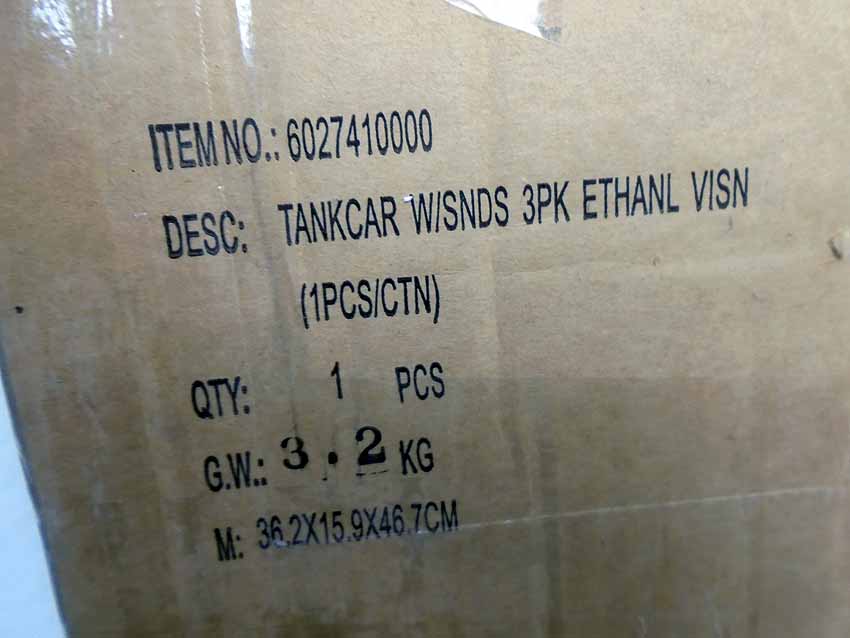 ITEM NO.: 6027410000
DESC: TANKCAR W/SNDS 3PK ETHANL VISN
(1PCS/CTN)
QTY: 1 PCS
G.W.: 3.2 KG
M: 36.2X15.9X46.7CM